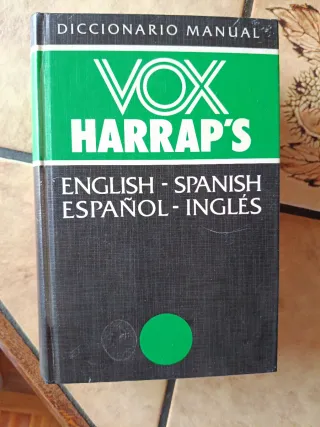 DICCIONARIO MANUAL
VOX
HARRAP'S
ENGLISH - SPANISH
ESPAÑOL - INGLÉS